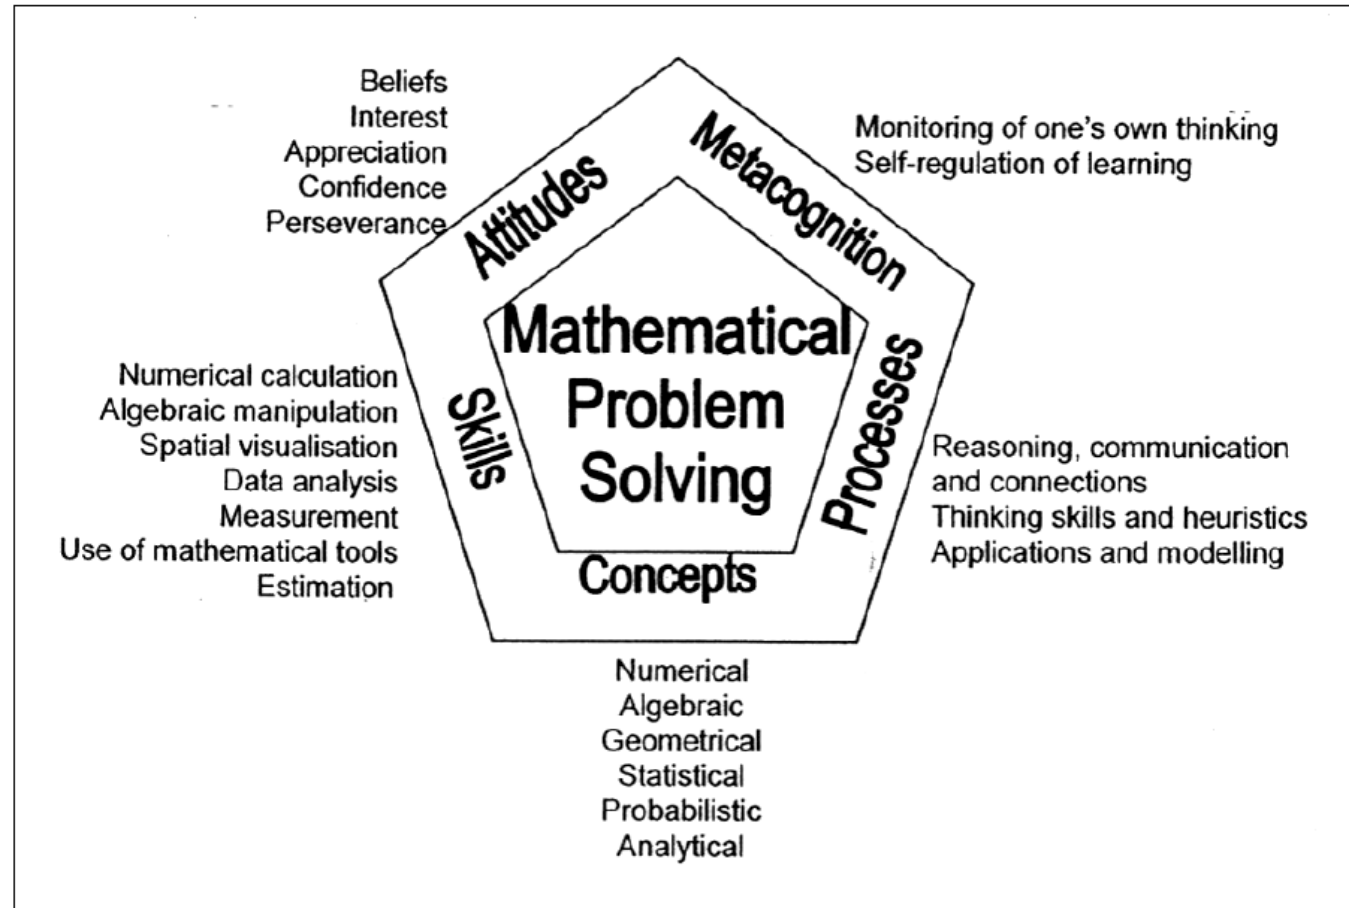 Beliefs
Interest
Appreciation
Confidence
Perseverance
Attitudes
Metacognition
Monitoring of one's own thinking
Self-regulation of learning
Mathematical
Problem
Solving
Skills
Numerical calculation
Algebraic manipulation
Spatial visualisation
Data analysis
Measurement
Use of mathematical tools
Estimation
Processes
Reasoning, communication
and connections
Thinking skills and heuristics
Applications and modelling
Concepts
Numerical
Algebraic
Geometrical
Statistical
Probabilistic
Analytical